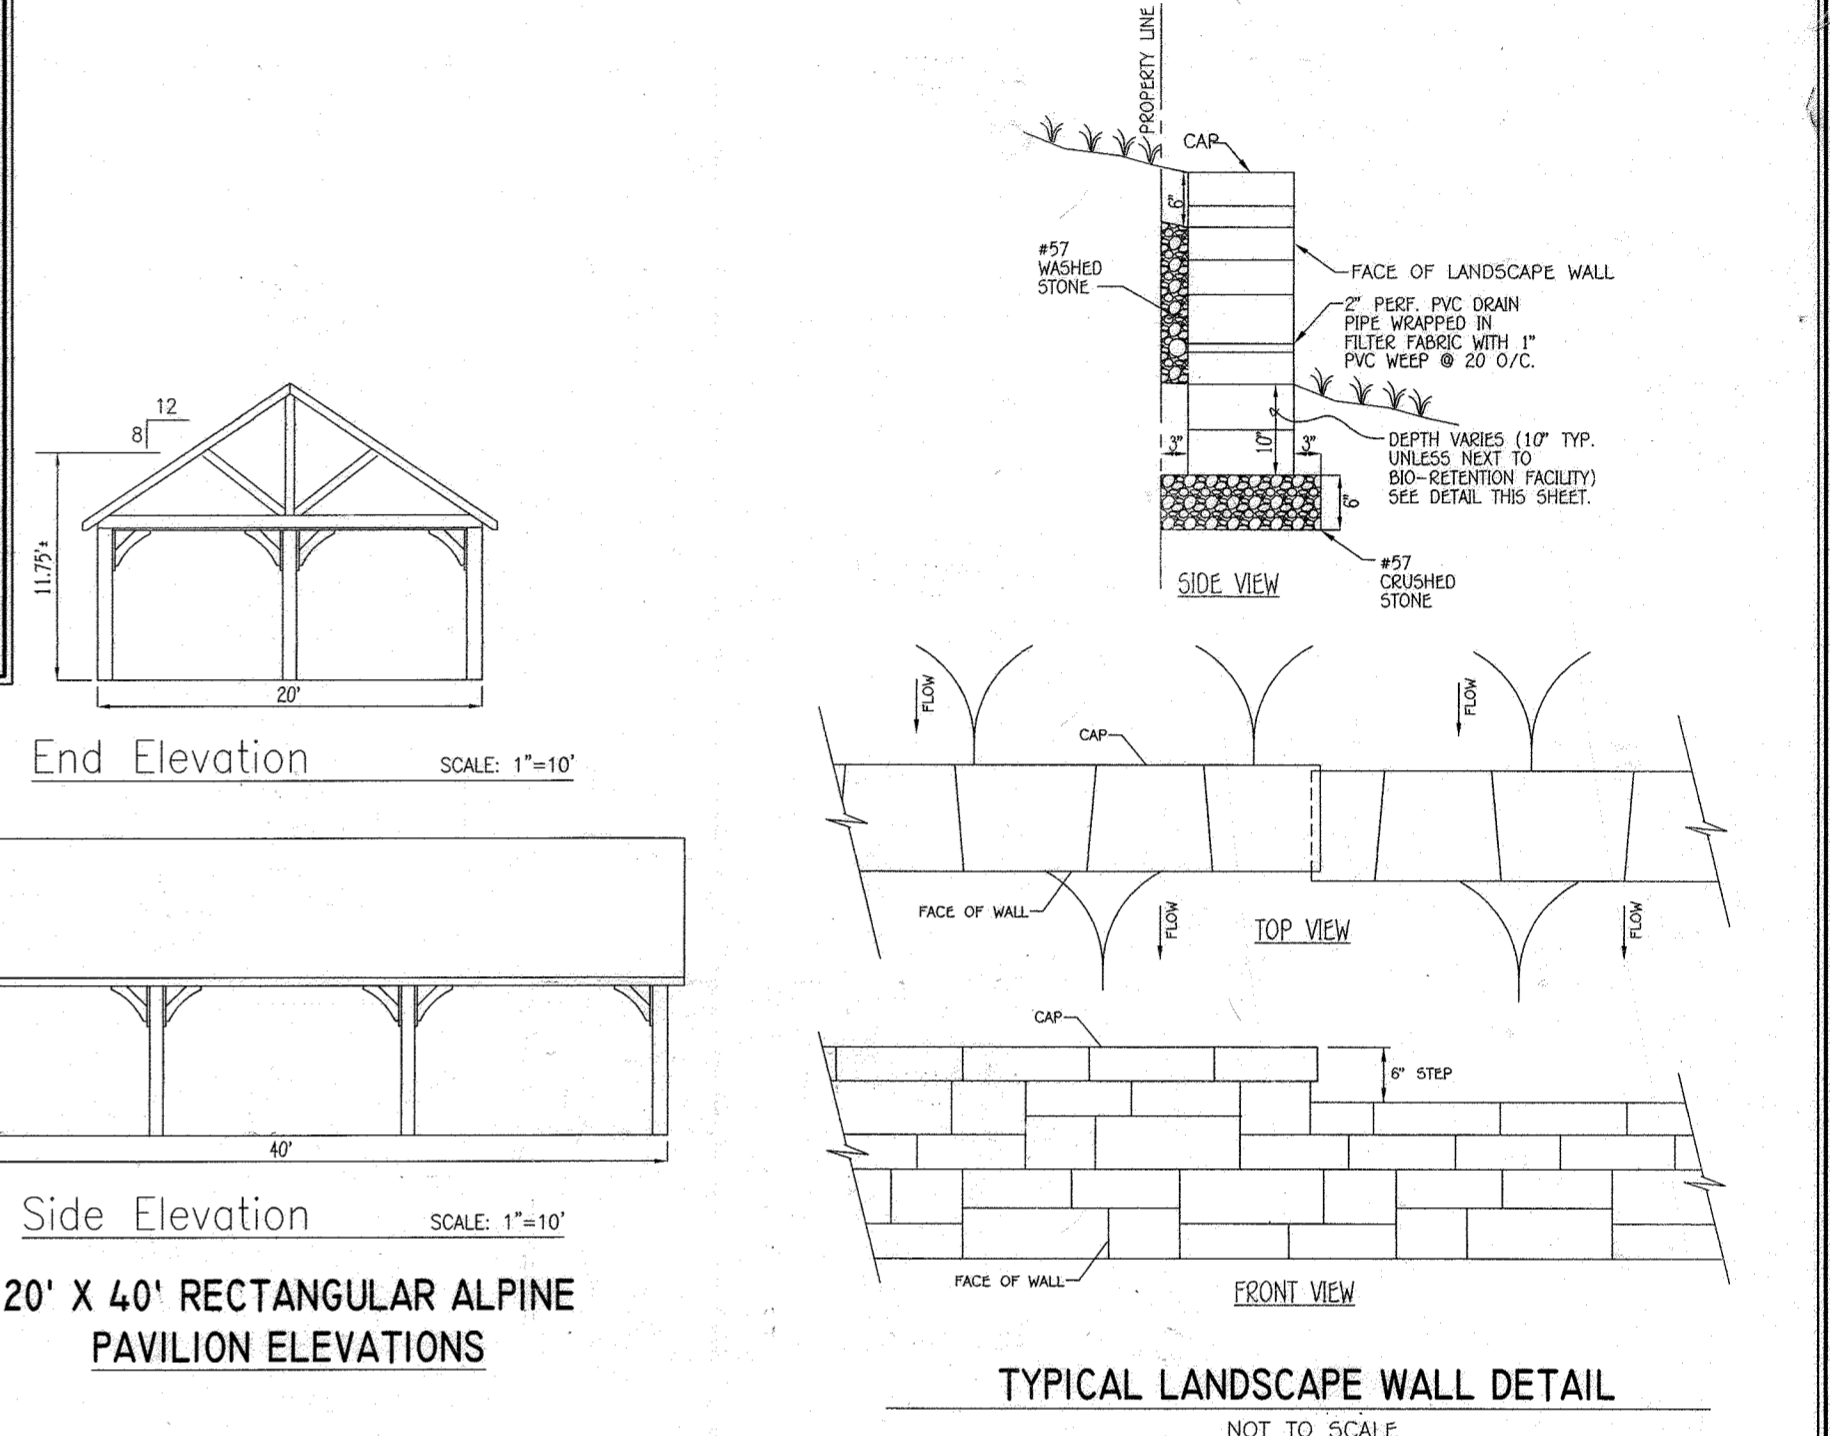 12
8
11.75'±
20'
End Elevation
SCALE: 1"=10'
40'
Side Elevation
SCALE: 1"=10'
20' X 40' RECTANGULAR ALPINE
PAVILION ELEVATIONS
PROPERTY LINE
CAP
6"
#57
WASHED
STONE
FACE OF LANDSCAPE WALL
2" PERF. PVC DRAIN
PIPE WRAPPED IN
FILTER FABRIC WITH 1"
PVC WEEP @ 20 O/C.
3"
10"
3"
DEPTH VARIES (10" TYP.
UNLESS NEXT TO
BIO-RETENTION FACILITY)
SEE DETAIL THIS SHEET.
6"
#57
CRUSHED
STONE
SIDE VIEW
FLOW
FLOW
CAP
FACE OF WALL
FLOW
FLOW
TOP VIEW
CAP
6" STEP
FACE OF WALL
FRONT VIEW
TYPICAL LANDSCAPE WALL DETAIL
NOT TO SCALE